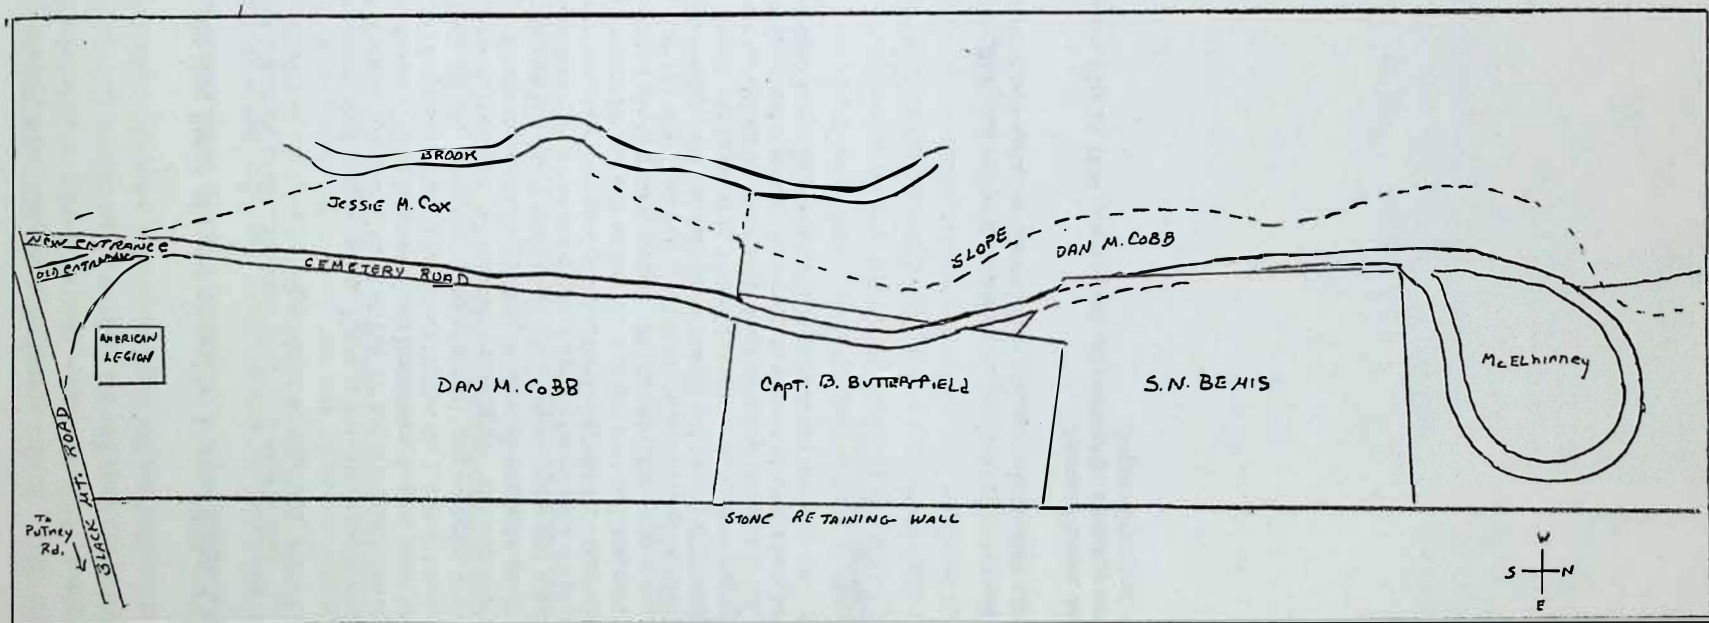 BROOK
JESSIE M. COX
NEW ENTRANCE
OLD ENTRANCE
CEMETERY ROAD
SLOPE
DAN M. COBB
AMERICAN
LEGION
DAN M. COBB
CAPT. B. BUTTERFIELD
S.N. BEMIS
McELhinney
BLACK MT. ROAD
To
Putney
Rd.
STONE RETAINING WALL
W
S N
E